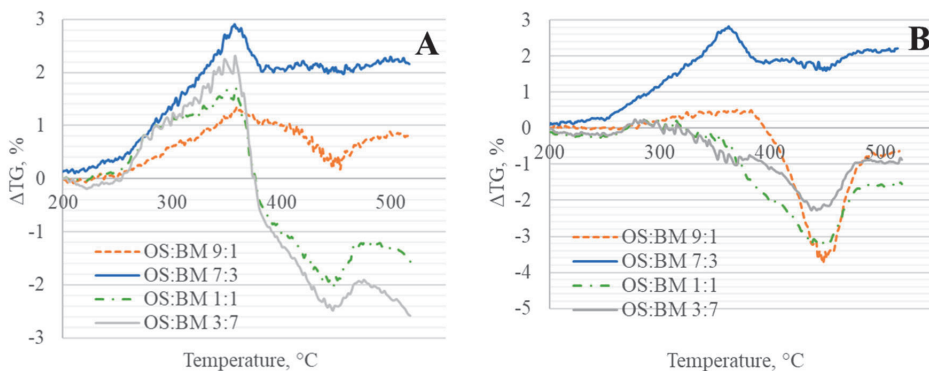 3
2
1
0
-1
-2
-3
ΔTG, %
200
300
400
500
A
OS:BM 9:1
OS:BM 7:3
OS:BM 1:1
OS:BM 3:7
Temperature, °C
3
2
1
0
-1
-2
-3
-4
-5
ΔTG, %
200
300
400
500
B
OS:BM 9:1
OS:BM 7:3
OS:BM 1:1
OS:BM 3:7
Temperature, °C